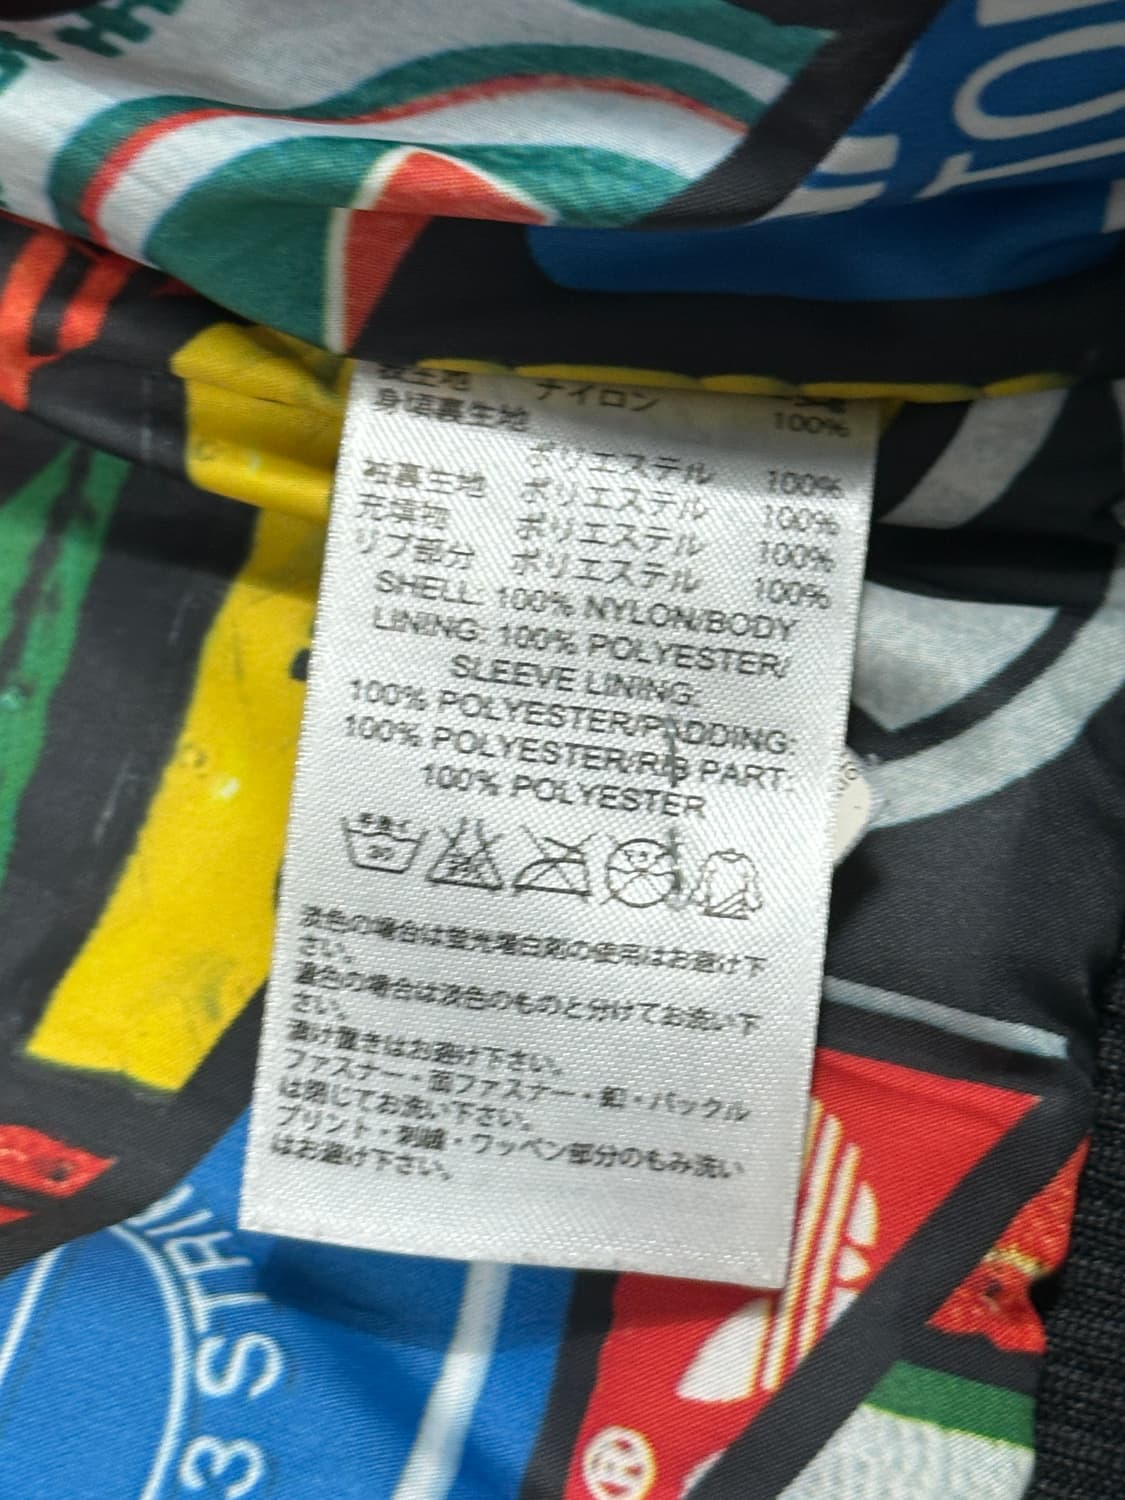 表生地 ナイロン 100%
身頃裏生地
ポリエステル 100%
袖裏生地 ポリエステル 100%
充填物 ポリエステル 100%
リブ部分 ポリエステル 100%
SHELL: 100% NYLON/BODY
LINING: 100% POLYESTER/
SLEEVE LINING:
100% POLYESTER/PADDING:
100% POLYESTER/RIB PART:
100% POLYESTER
淡色の場合は蛍光増白剤の使用はお避け下
さい。
濃色の場合は淡色のものと分けてお洗い下
さい。
漬け置きはお避け下さい。
ファスナー・面ファスナー・釦・バックル
は閉じてお洗い下さい。
プリント・刺繍・ワッペン部分のもみ洗い
はお避け下さい。
3 STRI
®